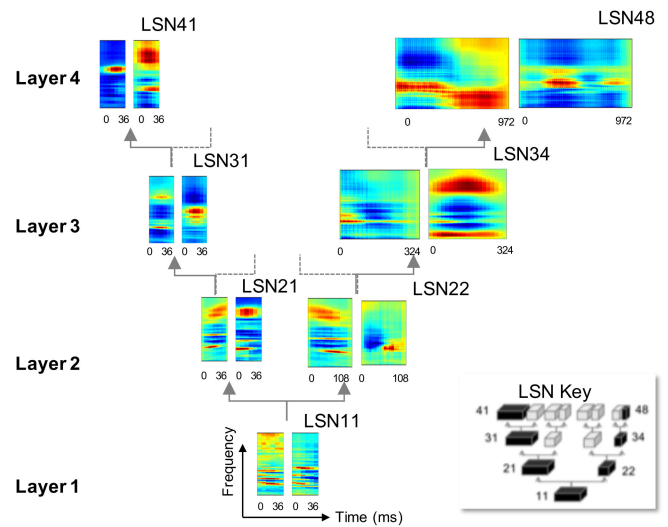 LSN41
LSN48
Layer 4
0 36 0 36
0 972 0 972
LSN31
LSN34
Layer 3
0 36 0 36
0 324 0 324
LSN21
LSN22
Layer 2
0 36 0 36
0 108 0 108
LSN Key
41 48
31 34
21 22
11
LSN11
Frequency
Layer 1
0 36 0 36
Time (ms)